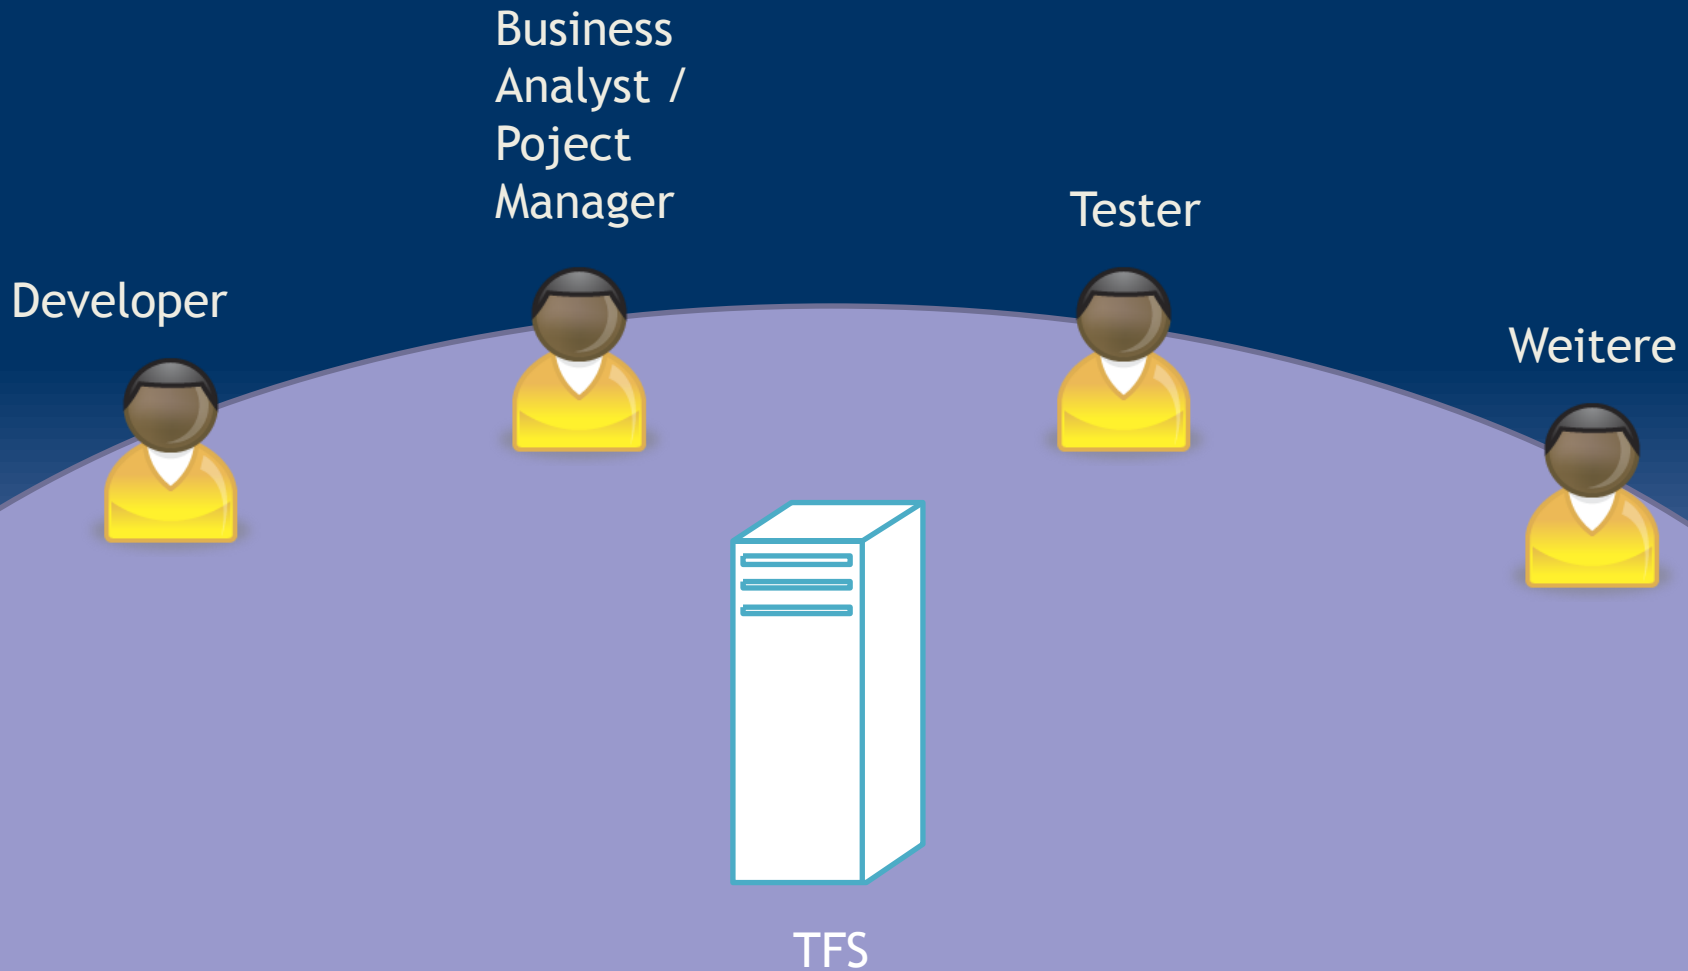 Business
Analyst /
Poject
Manager
Tester
Developer
Weitere
TFS